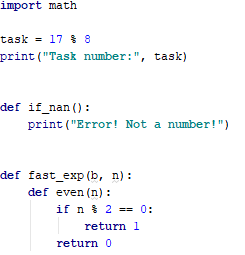 import math

task = 17 % 8
print("Task number:", task)


def if_nan():
    print("Error! Not a number!")


def fast_exp(b, n):
    def even(n):
        if n % 2 == 0:
            return 1
        return 0